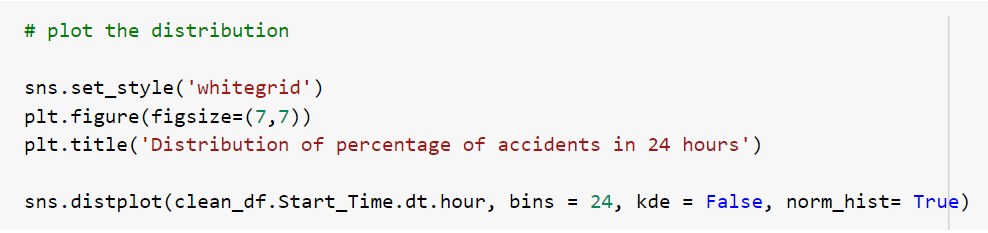 # plot the distribution
sns.set_style('whitegrid')
plt.figure(figsize=(7,7))
plt.title('Distribution of percentage of accidents in 24 hours')
sns.distplot(clean_df.Start_Time.dt.hour, bins = 24, kde = False, norm_hist= True)